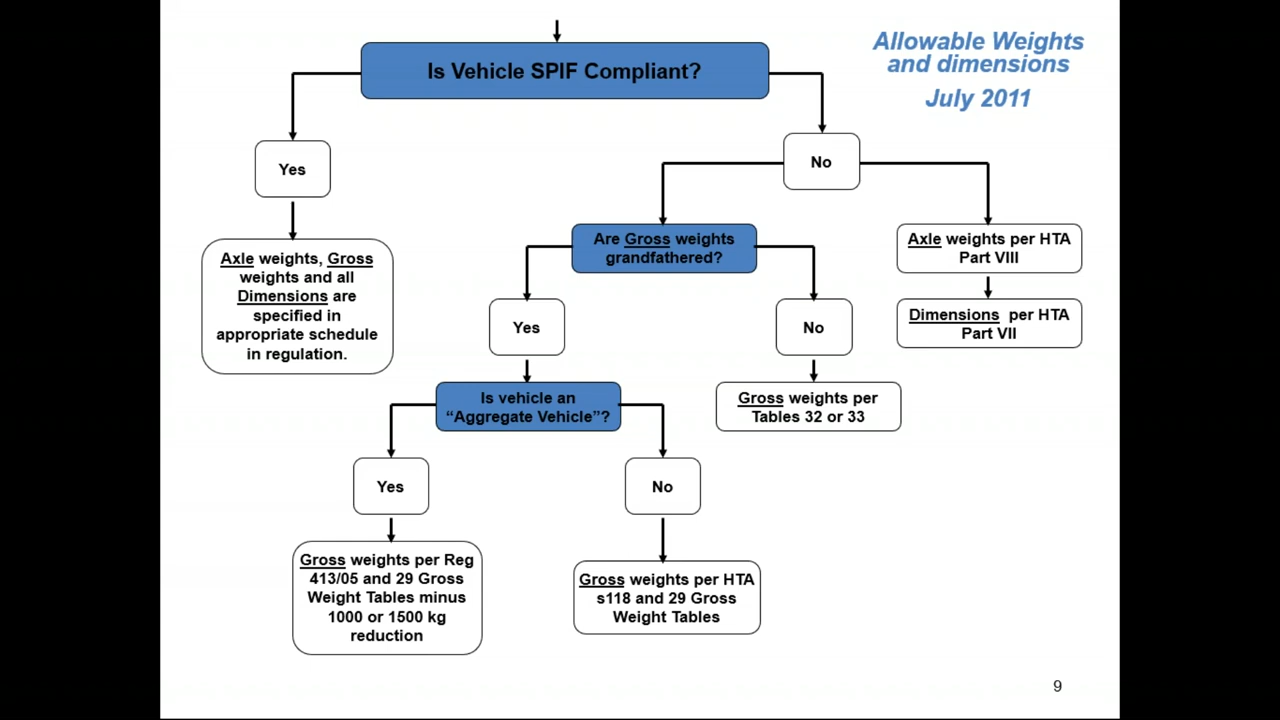 Allowable Weights
and dimensions
July 2011
Is Vehicle SPIF Compliant?
Yes
No
Axle weights, Gross
weights and all
Dimensions are
specified in
appropriate schedule
in regulation.
Are Gross weights
grandfathered?
Axle weights per HTA
Part VIII
Dimensions per HTA
Part VII
Yes
No
Is vehicle an
“Aggregate Vehicle”?
Gross weights per
Tables 32 or 33
Yes
No
Gross weights per Reg
413/05 and 29 Gross
Weight Tables minus
1000 or 1500 kg
reduction
Gross weights per HTA
s118 and 29 Gross
Weight Tables
9